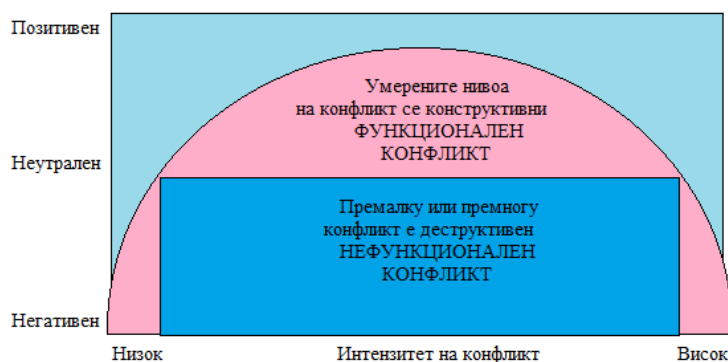 Позитивен
Умерените нивоа
на конфликт се конструктивни
ФУНКЦИОНАЛЕН
КОНФЛИКТ
Неутрален
Премалку или премногу
конфликт е деструктивен
НЕФУНКЦИОНАЛЕН
КОНФЛИКТ
Негативен
Низок Интензитет на конфликт Висок